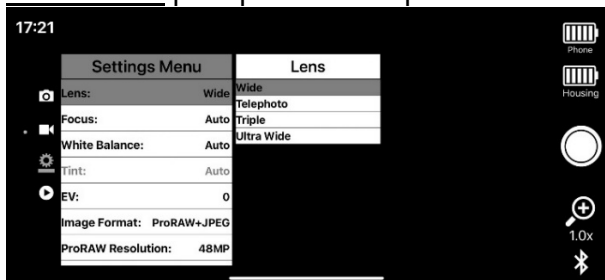 17:21
Phone
Housing
Settings Menu
Lens: Wide
Focus: Auto
White Balance: Auto
Tint: Auto
EV: 0
Image Format: ProRAW+JPEG
ProRAW Resolution: 48MP
Lens
Wide
Telephoto
Triple
Ultra Wide
1.0x